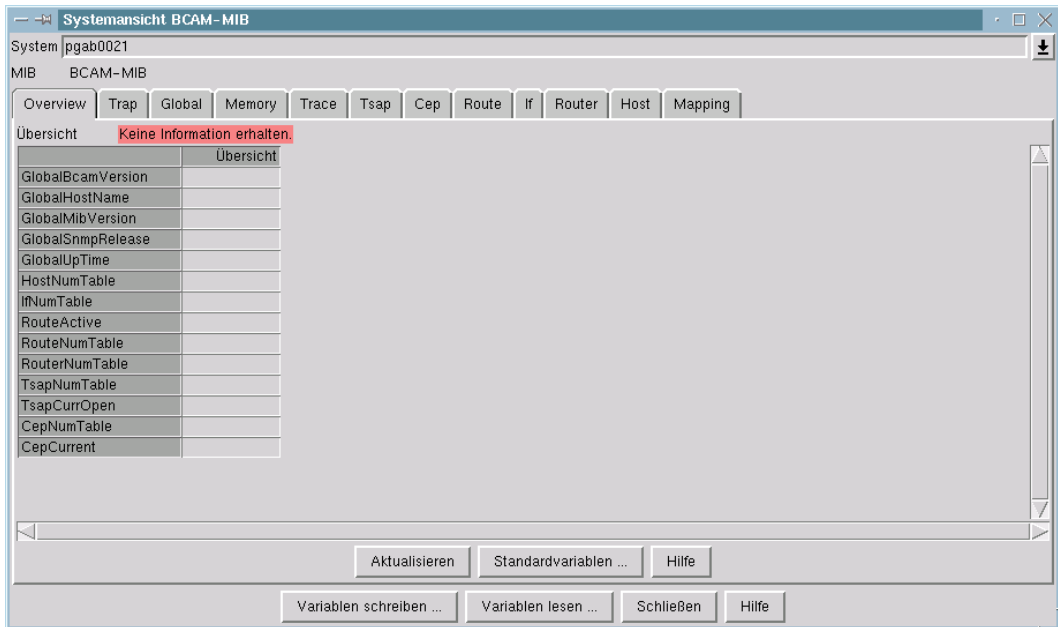 Systemansicht BCAM-MIB
System pgab0021
MIB BCAM-MIB
Overview Trap Global Memory Trace Tsap Cep Route If Router Host Mapping
Übersicht Keine Information erhalten.
Übersicht
GlobalBcamVersion
GlobalHostName
GlobalMibVersion
GlobalSnmpRelease
GlobalUpTime
HostNumTable
IfNumTable
RouteActive
RouteNumTable
RouterNumTable
TsapNumTable
TsapCurrOpen
CepNumTable
CepCurrent
Aktualisieren Standardvariablen ... Hilfe
Variablen schreiben ... Variablen lesen ... Schließen Hilfe